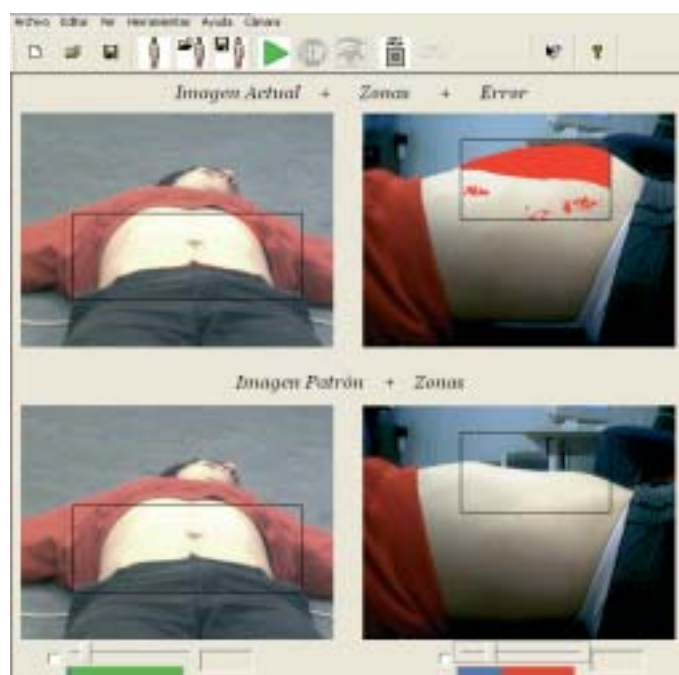 Archivo Editar Ver Herramientas Ayuda Cámara
Imagen Actual + Zonas + Error
Imagen Patrón + Zonas